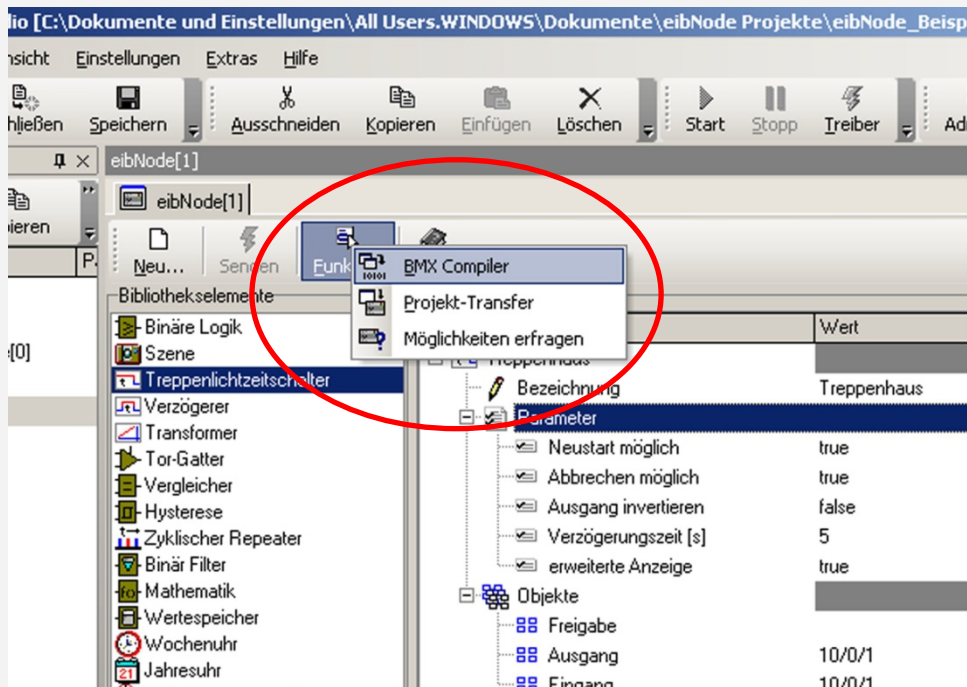 lio [C:\Dokumente und Einstellungen\All Users.WINDOWS\Dokumente\eibNode Projekte\eibNode_Beisp
nsicht Einstellungen Extras Hilfe
hließen Speichern Ausschneiden Kopieren Einfügen Löschen Start Stopp Treiber Ad
eibNode[1]
eibNode[1]
ieren
Neu... Senden Funk
P.
BMX Compiler
Projekt-Transfer
Möglichkeiten erfragen
Bibliothekselemente
Wert
e[0]
Binäre Logik
Szene
Treppenlichtzeitschalter
Verzögerer
Transformer
Tor-Gatter
Vergleicher
Hysterese
Zyklischer Repeater
Binär Filter
Mathematik
Wertespeicher
Wochenuhr
Jahresuhr
Treppenhaus
Bezeichnung Treppenhaus
Parameter
Neustart möglich true
Abbrechen möglich true
Ausgang invertieren false
Verzögerungszeit [s] 5
erweiterte Anzeige true
Objekte
Freigabe
Ausgang 10/0/1
Eingang 10/0/1